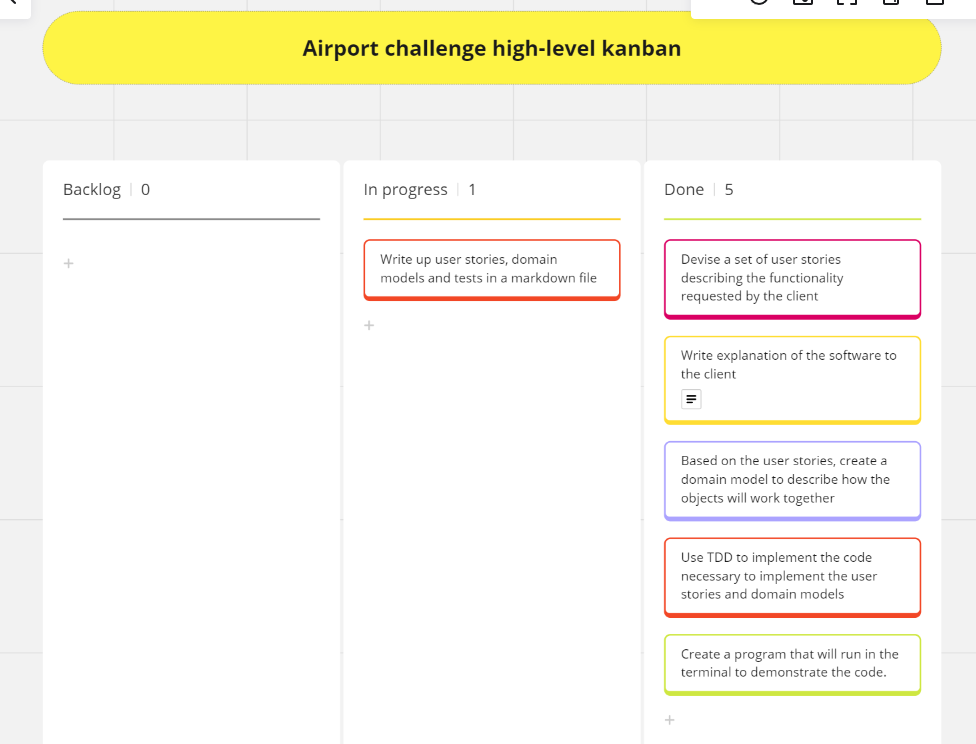 Airport challenge high-level kanban
Backlog 0
In progress 1
Done 5
Write up user stories, domain
models and tests in a markdown file
Devise a set of user stories
describing the functionality
requested by the client
Write explanation of the software to
the client
Based on the user stories, create a
domain model to describe how the
objects will work together
Use TDD to implement the code
necessary to implement the user
stories and domain models
Create a program that will run in the
terminal to demonstrate the code.